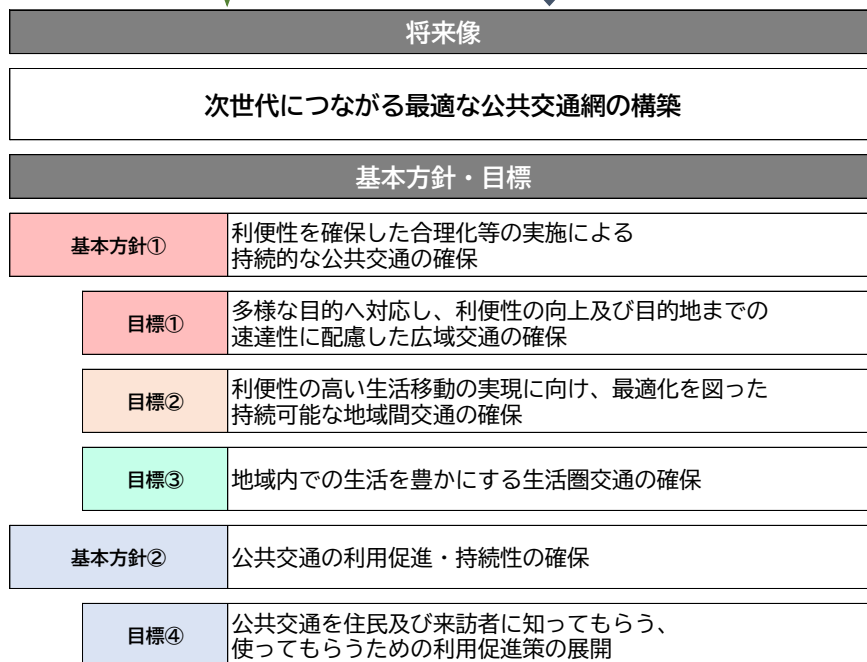 将来像
次世代につながる最適な公共交通網の構築
基本方針・目標
基本方針①
利便性を確保した合理化等の実施による
持続的な公共交通の確保
目標①
多様な目的へ対応し、利便性の向上及び目的地までの
速達性に配慮した広域交通の確保
目標②
利便性の高い生活移動の実現に向け、最適化を図った
持続可能な地域間交通の確保
目標③
地域内での生活を豊かにする生活圏交通の確保
基本方針②
公共交通の利用促進・持続性の確保
目標④
公共交通を住民及び来訪者に知ってもらう、
使ってもらうための利用促進策の展開